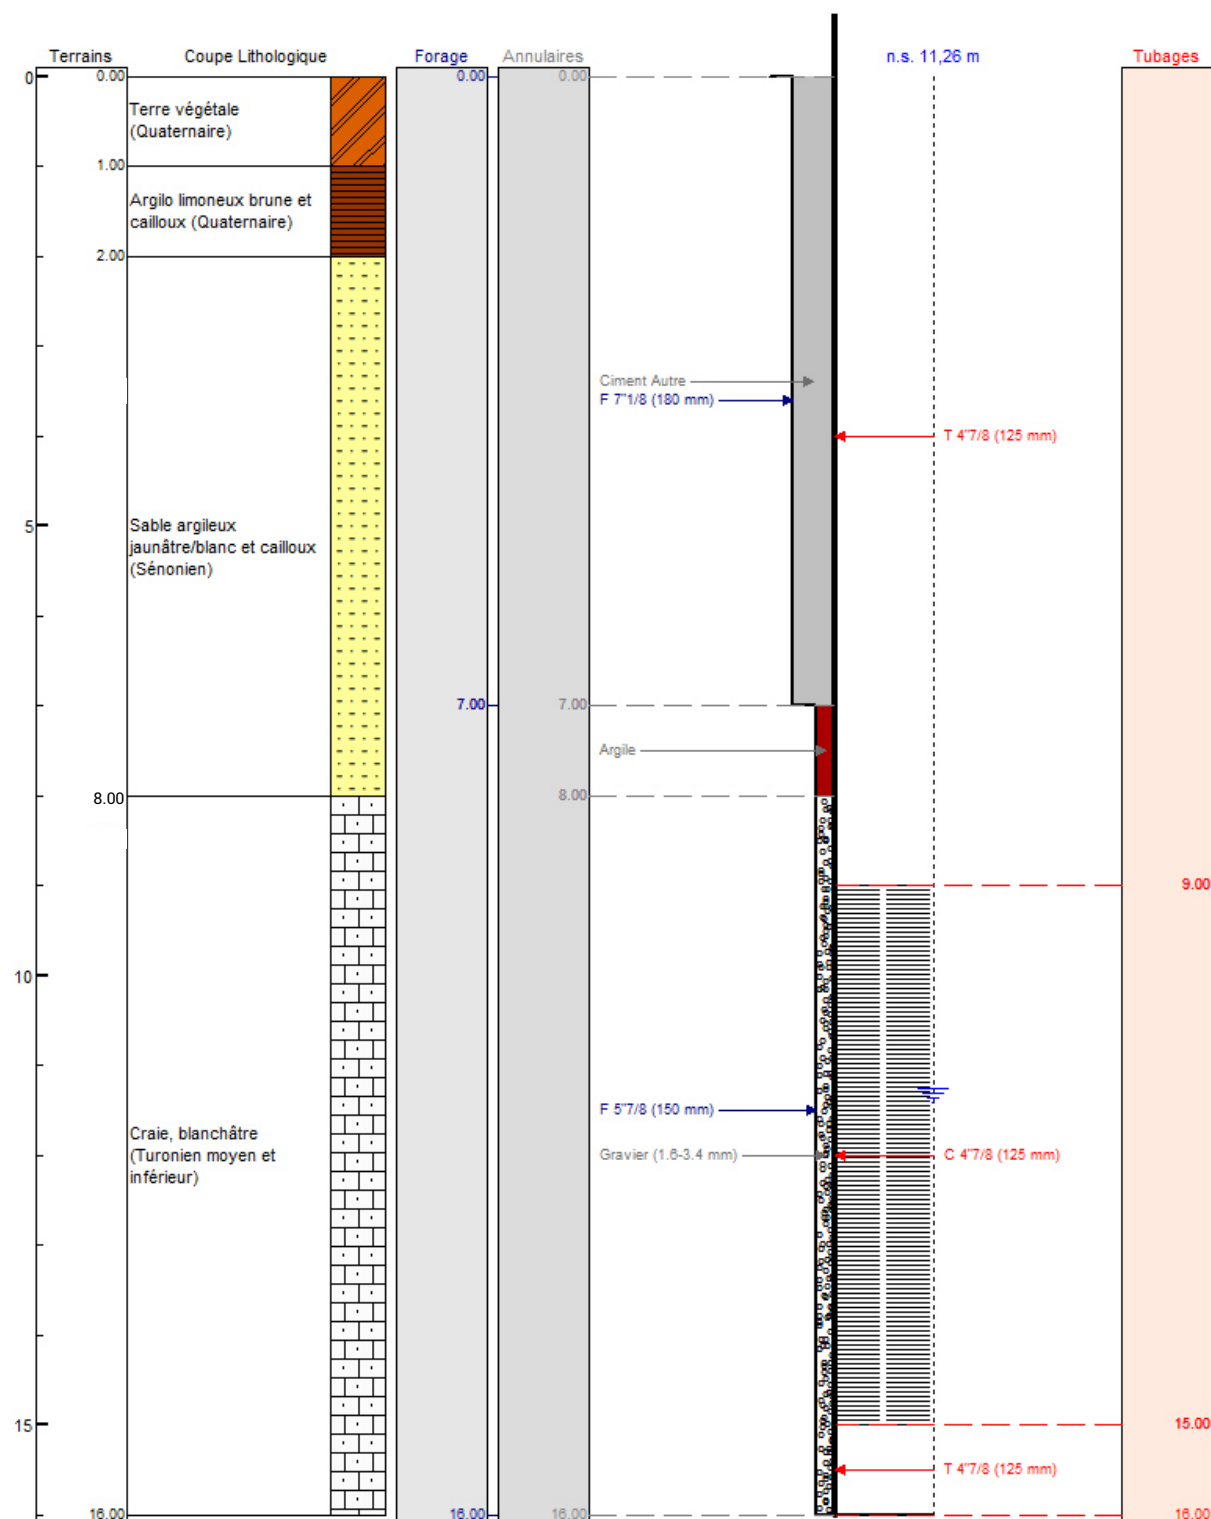 Terrains
Coupe Lithologique
Forage
Annulaires
n.s. 11,26 m
Tubages
0
0.00
0.00
0.00
Terre végétale
(Quaternaire)
1.00
Argilo limoneux brune et
cailloux (Quaternaire)
2.00
Ciment Autre
F 7"1/8 (180 mm)
T 4"7/8 (125 mm)
5
Sable argileux
jaunâtre/blanc et cailloux
(Sénonien)
7.00
7.00
Argile
8.00
8.00
9.00
10
F 5"7/8 (150 mm)
Craie, blanchâtre
(Turonien moyen et
inférieur)
Gravier (1.6-3.4 mm)
C 4"7/8 (125 mm)
15
15.00
T 4"7/8 (125 mm)
16.00
16.00
16.00
16.00